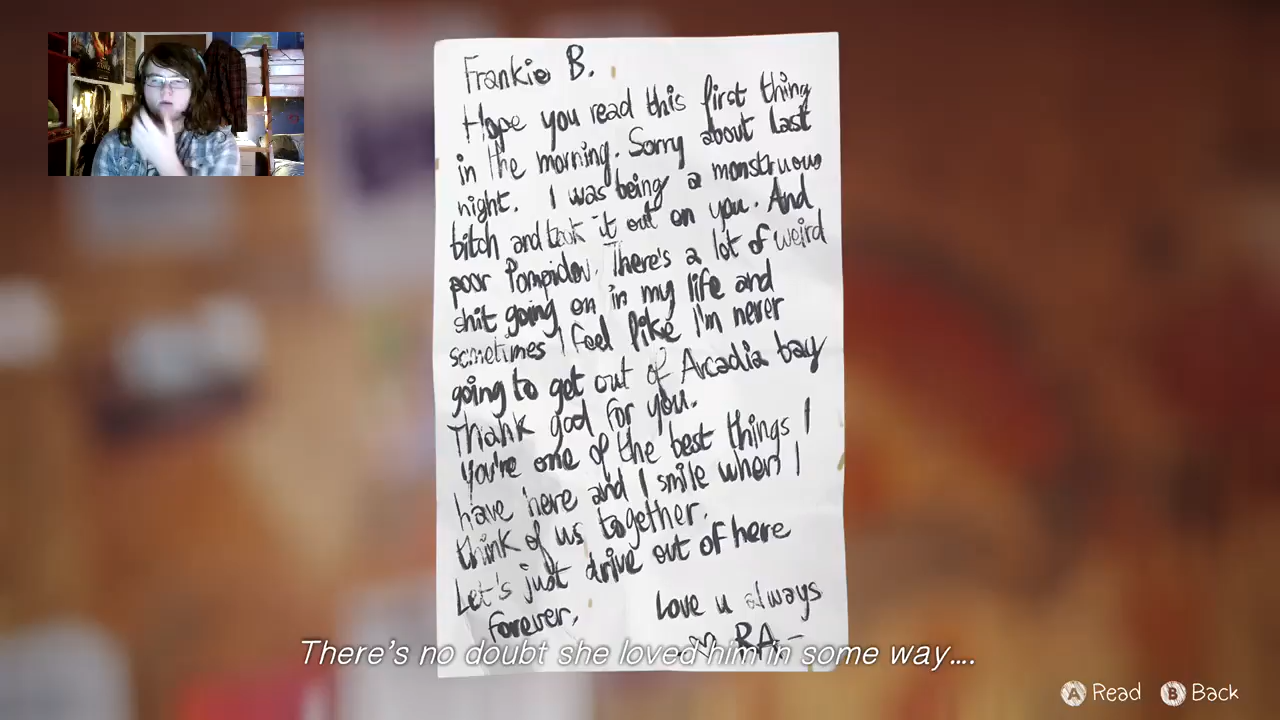 Frankie B.
Hope you read this first thing
in the morning. Sorry about last
night. I was being a monstruous
bitch and took it out on you. And
poor Pompidou. There's a lot of weird
shit going on in my life and
sometimes I feel like I'm never
going to get out of Arcadia bay
Thank god for you.
You're one of the best things I
have here and I smile when I
think of us together.
Let's just drive out of here
forever,
Love u always
♡ RA -
There's no doubt she loved him in some way....
A Read B Back